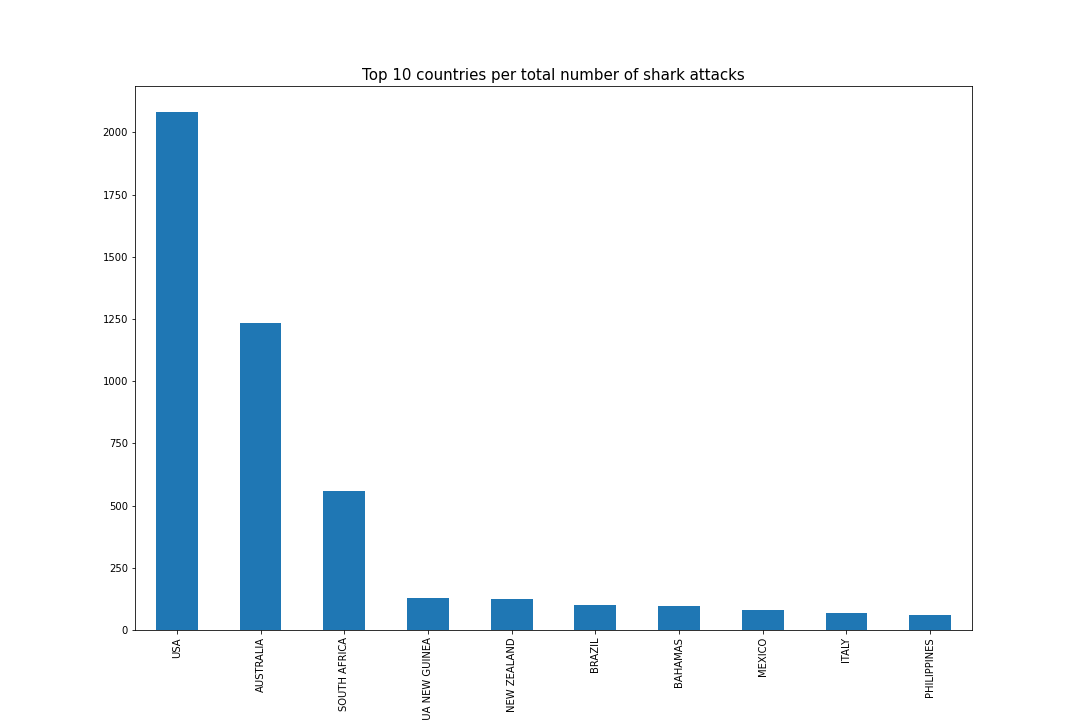 Top 10 countries per total number of shark attacks
2000
1750
1500
1250
1000
750
500
250
0
USA
AUSTRALIA
SOUTH AFRICA
UA NEW GUINEA
NEW ZEALAND
BRAZIL
BAHAMAS
MEXICO
ITALY
PHILIPPINES